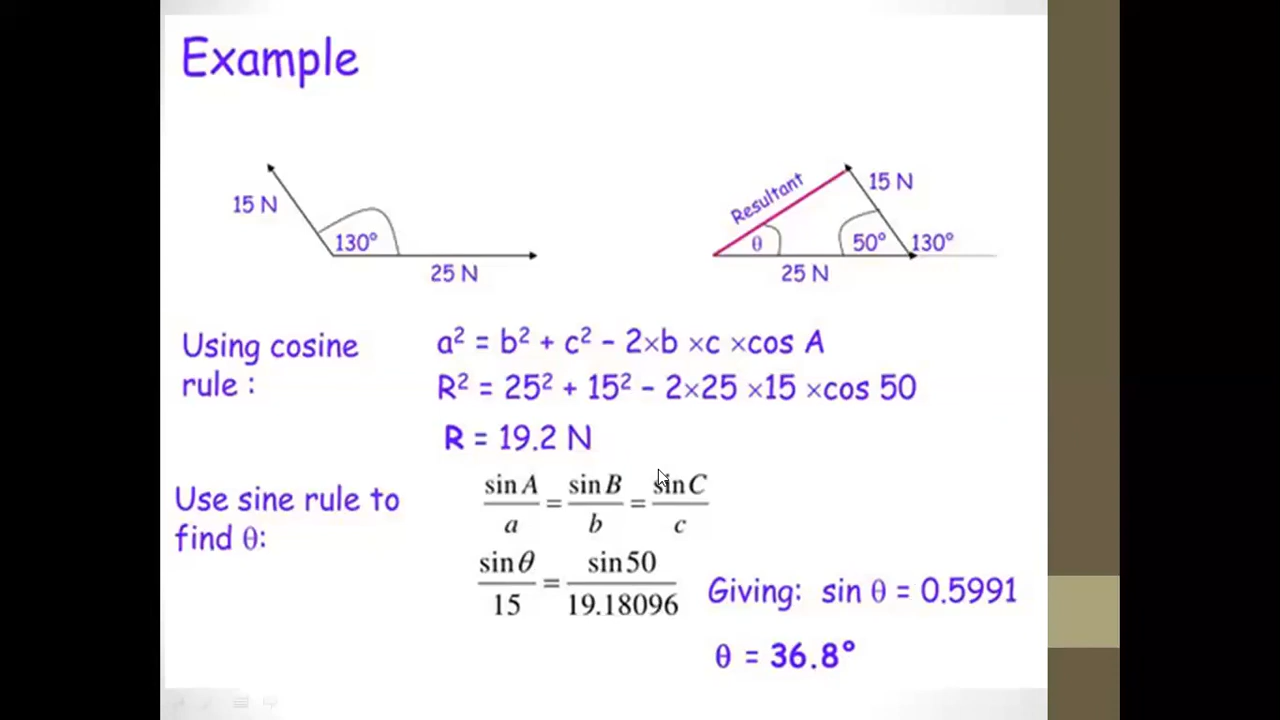 Example
15 N
130°
25 N
Resultant
15 N
θ
50°
130°
25 N
Using cosine
rule :
a² = b² + c² - 2×b ×c ×cos A
R² = 25² + 15² - 2×25 ×15 ×cos 50
R = 19.2 N
Use sine rule to
find θ:
sin A / a = sin B / b = sin C / c
sin θ / 15 = sin 50 / 19.18096
Giving: sin θ = 0.5991
θ = 36.8°